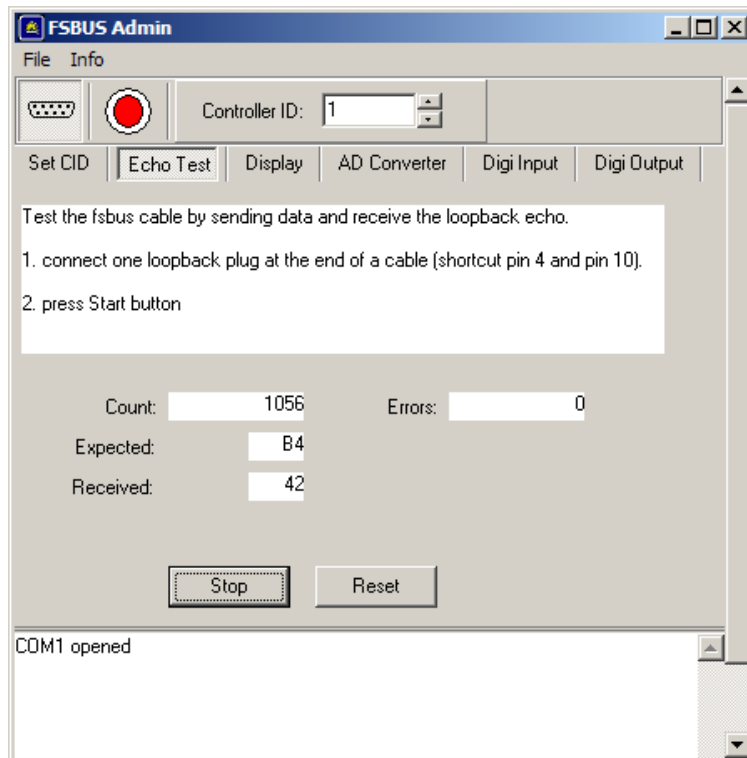 FSBUS Admin
File Info
Controller ID: 1
Set CID Echo Test Display AD Converter Digi Input Digi Output
Test the fsbus cable by sending data and receive the loopback echo.
1. connect one loopback plug at the end of a cable (shortcut pin 4 and pin 10).
2. press Start button
Count: 1056 Errors: 0
Expected: B4
Received: 42
Stop Reset
COM1 opened